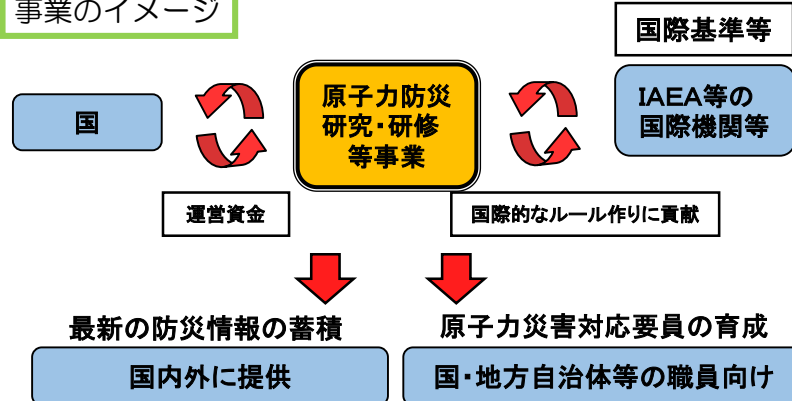 事業のイメージ
国際基準等
国
原子力防災
研究・研修
等事業
IAEA等の
国際機関等
運営資金
国際的なルール作りに貢献
最新の防災情報の蓄積
原子力災害対応要員の育成
国内外に提供
国・地方自治体等の職員向け